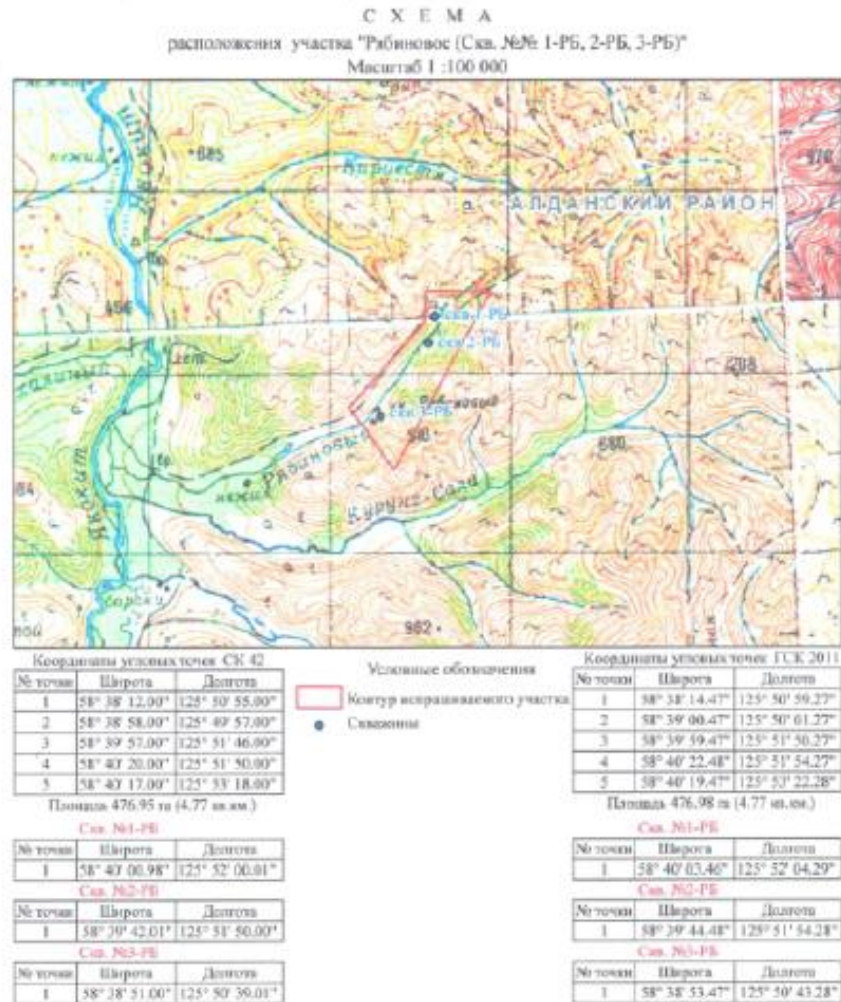 С Х Е М А
расположения участка "Рябиновое (Скв. №№ 1-РБ, 2-РБ, 3-РБ)"
Масштаб 1 :100 000
685
АЛДАНСКИЙ РАЙОН
скв.1-РБ
скв.2-РБ
скв.3-РБ
Рябиновый
нежил
680
Курунг-
982
Координаты угловых точек СК 42
№ точки Широта Долгота
1 58° 38' 12.00" 125° 50' 55.00"
2 58° 38' 58.00" 125° 49' 57.00"
3 58° 39' 57.00" 125° 51' 46.00"
4 58° 40' 20.00" 125° 51' 50.00"
5 58° 40' 17.00" 125° 53' 18.00"
Площадь 476.95 га (4.77 кв.км.)
Скв. №1-РБ
№ точки Широта Долгота
1 58° 40' 00.98" 125° 52' 00.01"
Скв. №2-РБ
№ точки Широта Долгота
1 58° 39' 42.01" 125° 51' 50.00"
Скв. №3-РБ
№ точки Широта Долгота
1 58° 38' 51.00" 125° 50' 39.01"
Условные обозначения
Контур испрашиваемого участка
Скважины
Координаты угловых точек ГСК 2011
№ точки Широта Долгота
1 58° 38' 14.47" 125° 50' 59.27"
2 58° 39' 00.47" 125° 50' 01.27"
3 58° 39' 59.47" 125° 51' 50.27"
4 58° 40' 22.48" 125° 51' 54.27"
5 58° 40' 19.47" 125° 53' 22.28"
Площадь 476.98 га (4.77 кв.км.)
Скв. №1-РБ
№ точки Широта Долгота
1 58° 40' 03.46" 125° 52' 04.29"
Скв. №2-РБ
№ точки Широта Долгота
1 58° 39' 44.48" 125° 51' 54.28"
Скв. №3-РБ
№ точки Широта Долгота
1 58° 38' 53.47" 125° 50' 43.28"